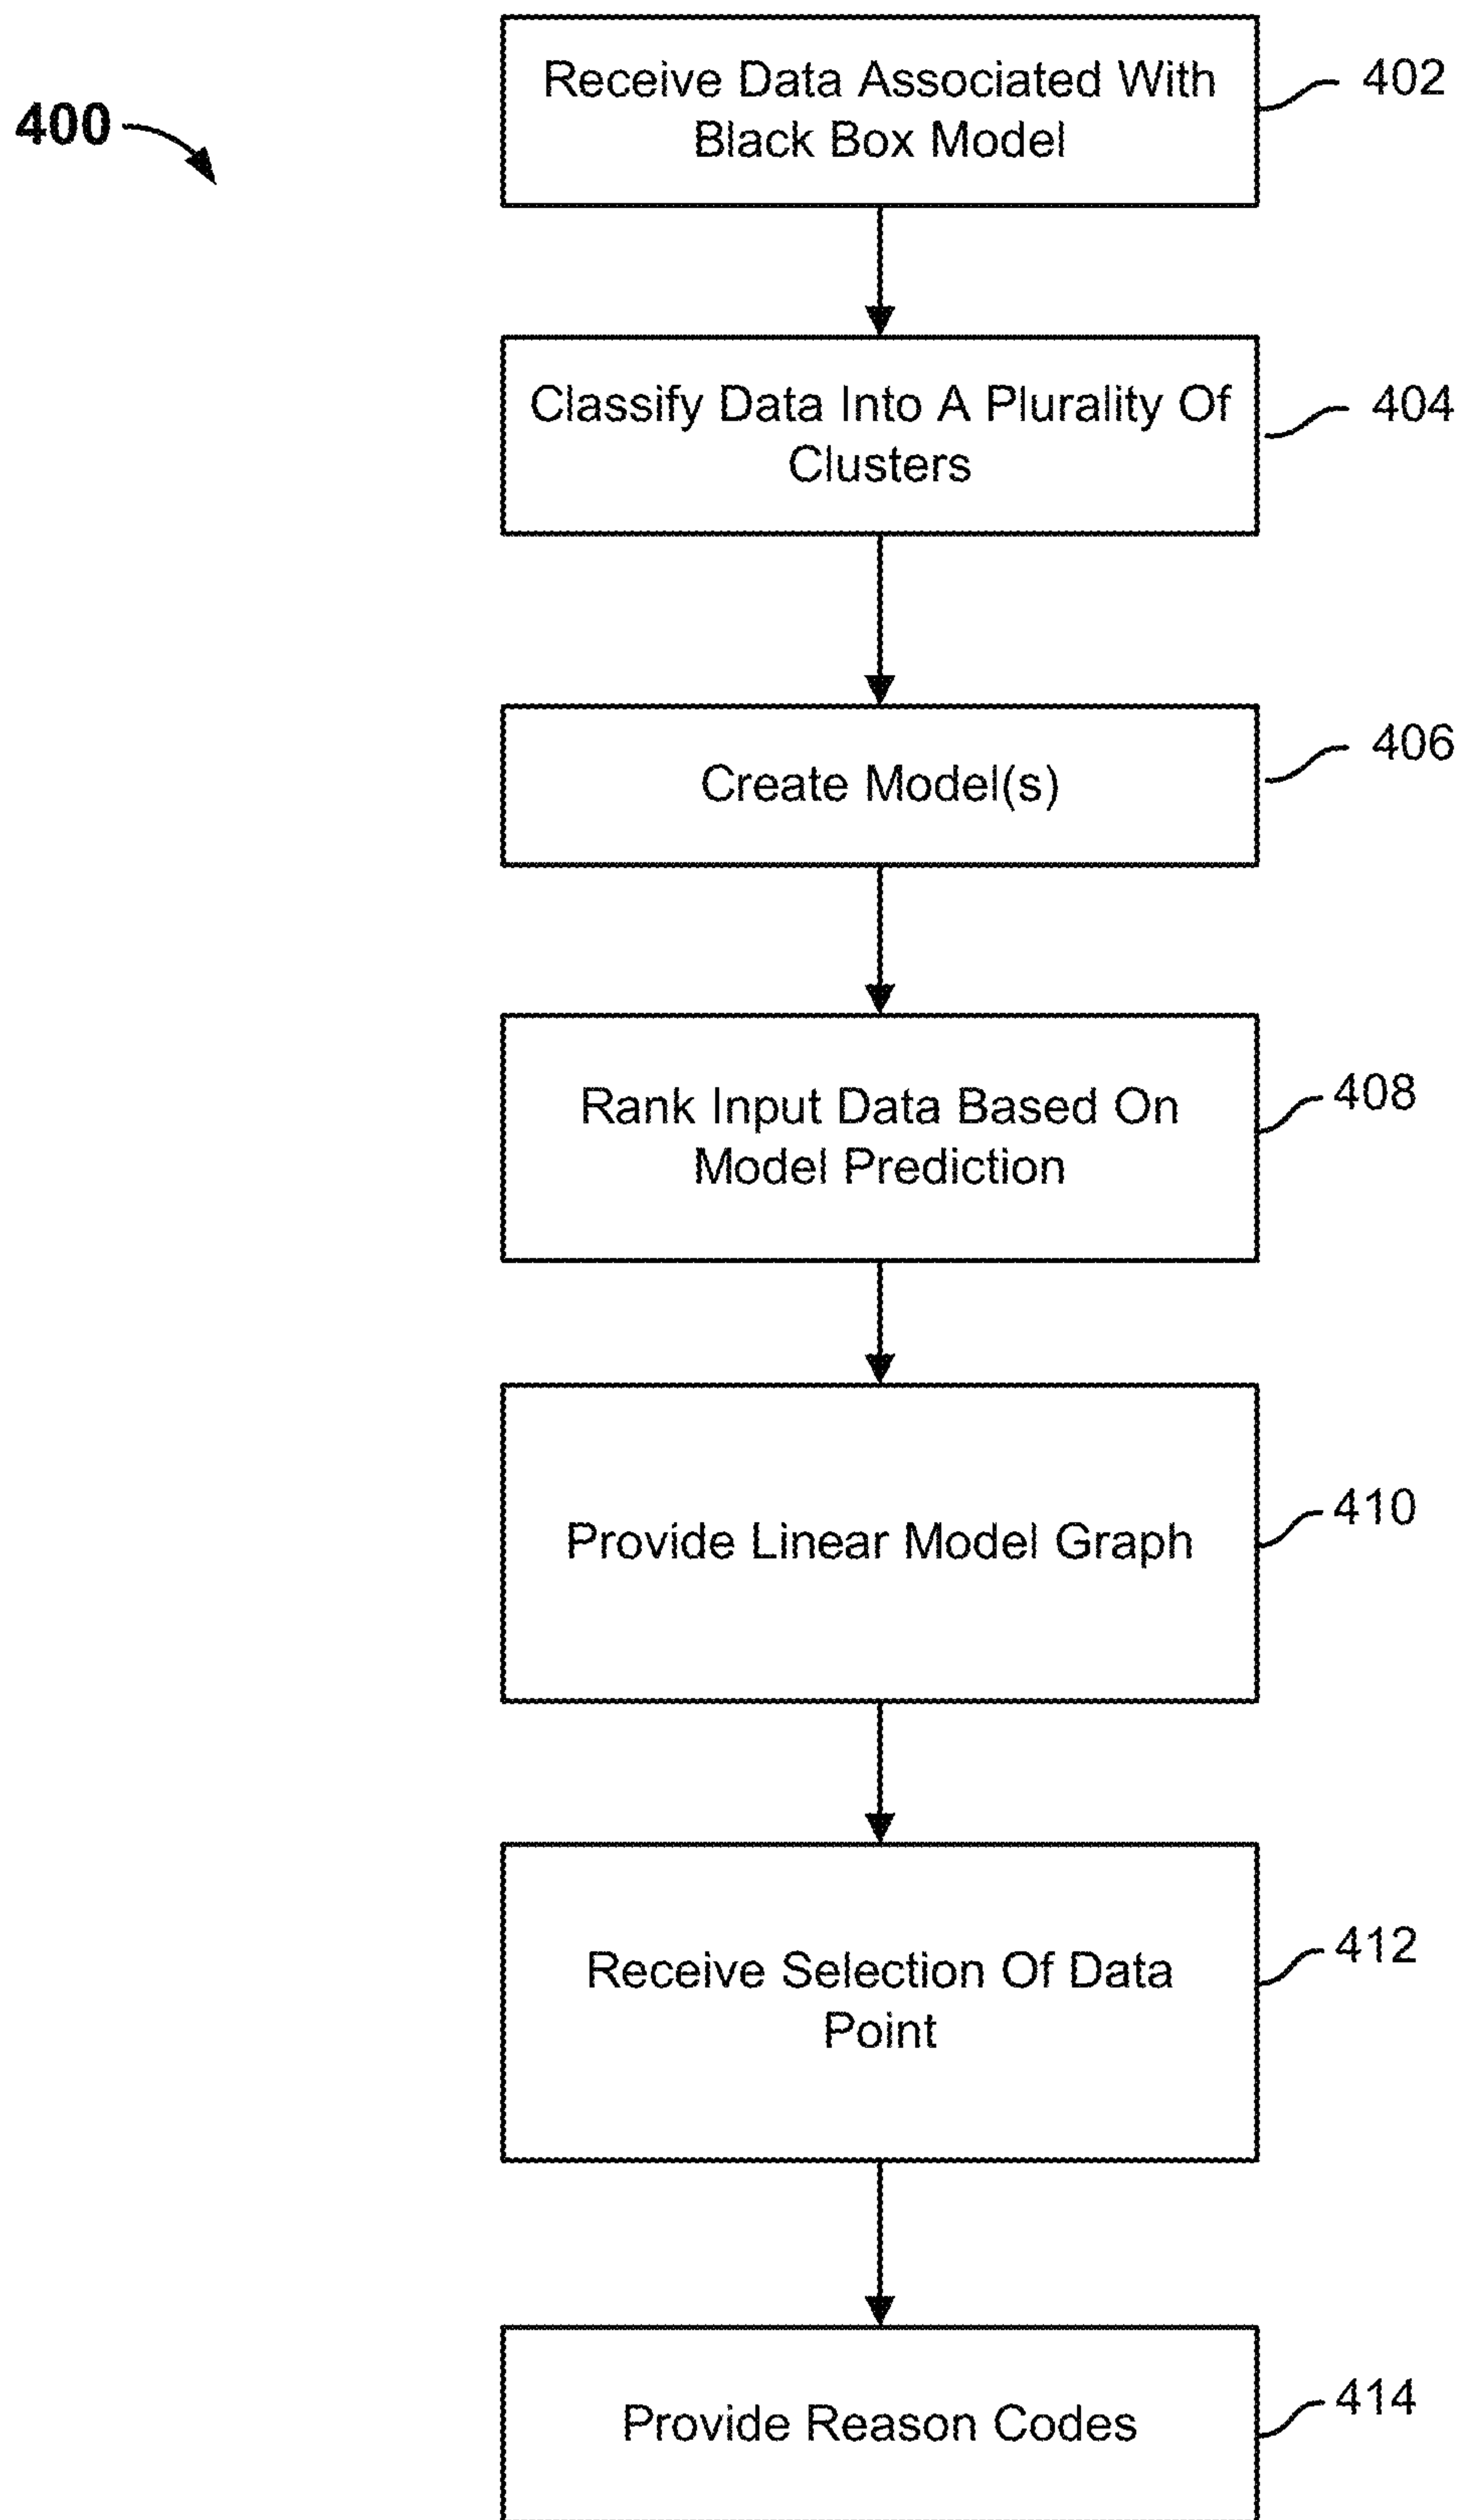 400
Receive Data Associated With
Black Box Model
402
Classify Data Into A Plurality Of
Clusters
404
Create Model(s)
406
Rank Input Data Based On
Model Prediction
408
Provide Linear Model Graph
410
Receive Selection Of Data
Point
412
Provide Reason Codes
414